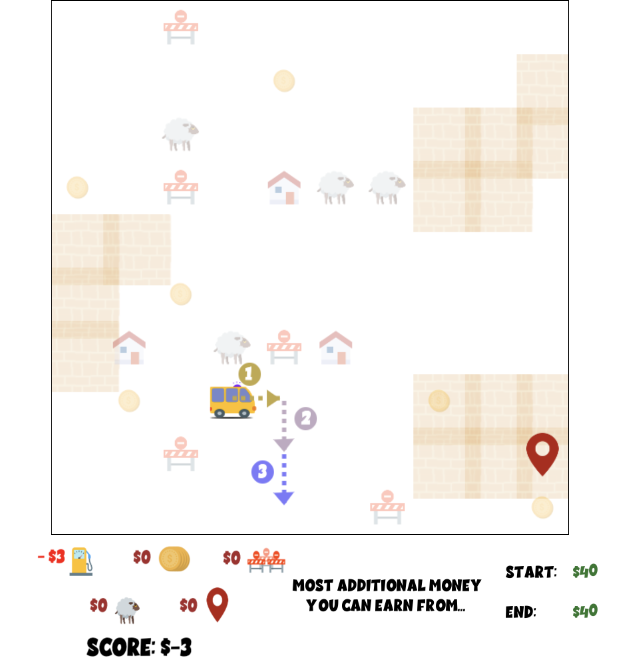 1
2
3
- $3
$0
$0
$0
$0
MOST ADDITIONAL MONEY
YOU CAN EARN FROM...
START: $40
END: $40
SCORE: $-3